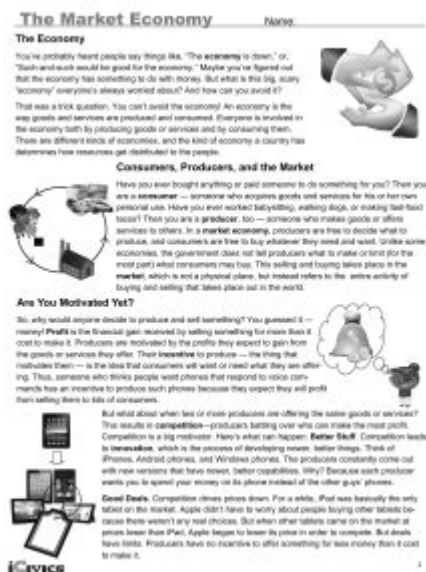 The Market Economy Name:
The Economy
You've probably heard people say things like, "The economy is down," or,
"Such-and-such would be good for the economy." Maybe you've figured out
that the economy has something to do with money. But what is this big, scary
"economy" everyone's always worried about? And how can you avoid it?
That was a trick question. You can't avoid the economy! An economy is the
way goods and services are produced and consumed. Everyone is involved in
the economy both by producing goods or services and by consuming them.
There are different kinds of economies, and the kind of economy a country has
determines how resources get distributed to the people.
Consumers, Producers, and the Market
Have you ever bought anything or paid someone to do something for you? Then you
are a consumer — someone who acquires goods and services for his or her own
personal use. Have you ever worked babysitting, walking dogs, or making fast-food
tacos? Then you are a producer, too — someone who makes goods or offers
services to others. In a market economy, producers are free to decide what to
produce, and consumers are free to buy whatever they need and want. Unlike some
economies, the government does not tell producers what to make or limit (for the
most part) what consumers may buy. This selling and buying takes place in the
market, which is not a physical place, but instead refers to the entire activity of
buying and selling that takes place out in the world.
Are You Motivated Yet?
So, why would anyone decide to produce and sell something? You guessed it —
money! Profit is the financial gain received by selling something for more than it
cost to make it. Producers are motivated by the profits they expect to gain from
the goods or services they offer. Their incentive to produce — the thing that
motivates them — is the idea that consumers will want or need what they are offer-
ing. Thus, someone who thinks people want phones that respond to voice com-
mands has an incentive to produce such phones because they expect they will profit
from selling them to lots of consumers.
But what about when two or more producers are offering the same goods or services?
This results in competition—producers battling over who can make the most profit.
Competition is a big motivator. Here's what can happen: Better Stuff. Competition leads
to innovation, which is the process of developing newer, better things. Think of
iPhones, Android phones, and Windows phones. The producers constantly come out
with new versions that have newer, better capabilities. Why? Because each producer
wants you to spend your money on its phone instead of the other guys' phones.
Good Deals. Competition drives prices down. For a while, iPad was basically the only
tablet on the market. Apple didn't have to worry about people buying other tablets be-
cause there weren't any real choices. But when other tablets came on the market at
prices lower than iPad, Apple began to lower its price in order to compete. But deals
have limits. Producers have no incentive to offer something for less money than it cost
to make it.
iCivics